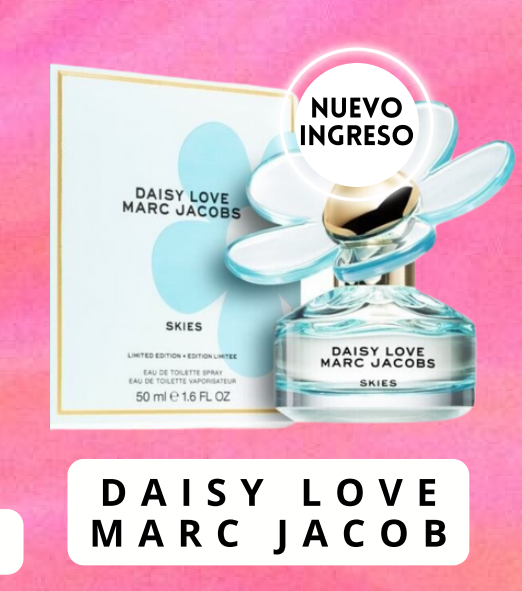 NUEVO
INGRESO
DAISY LOVE
MARC JACOBS
SKIES
LIMITED EDITION • EDITION LIMITEE
EAU DE TOILETTE SPRAY
EAU DE TOILETTE VAPORISATEUR
50 ml ℮ 1.6 FL OZ
DAISY LOVE
MARC JACOBS
SKIES
DAISY LOVE
MARC JACOB